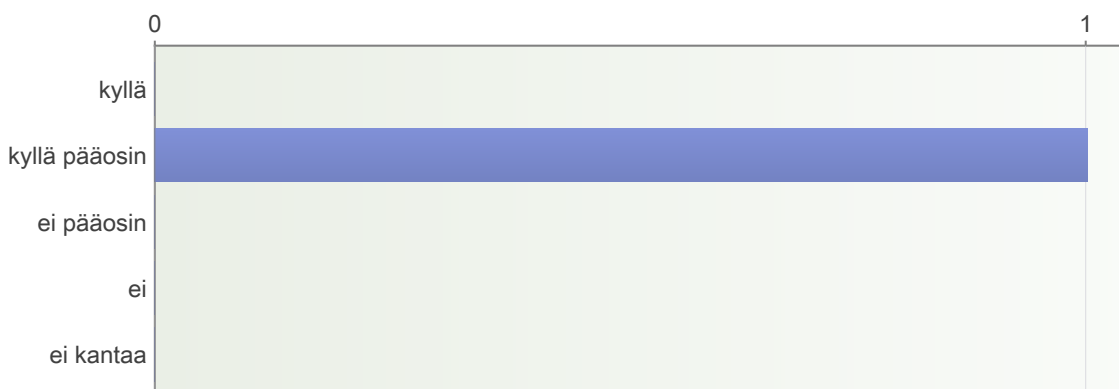 0 1
kyllä
kyllä pääosin
ei pääosin
ei
ei kantaa